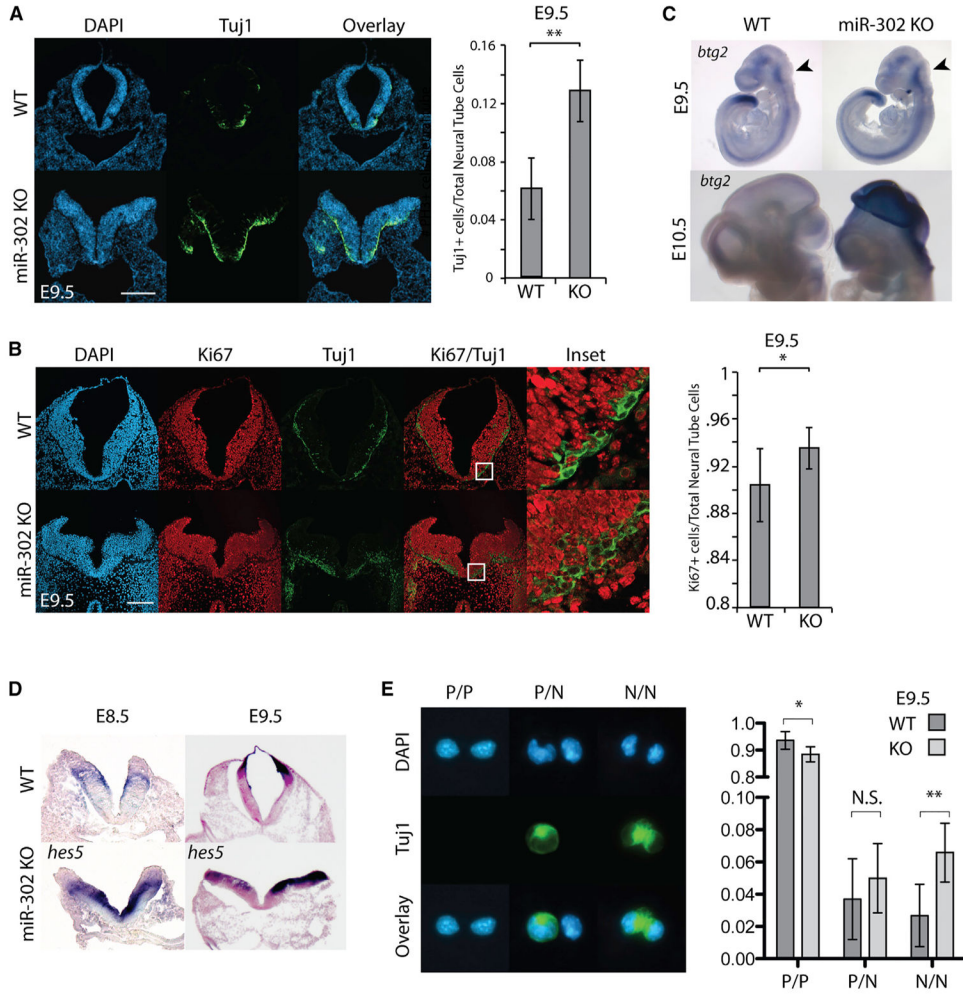 A
DAPI Tuj1 Overlay
WT
miR-302 KO
E9.5
E9.5
**
Tuj1+ cells/Total Neural Tube Cells
0.16
0.12
0.08
0.04
0
WT KO
C
WT miR-302 KO
btg2
E9.5
btg2
E10.5
B
DAPI Ki67 Tuj1 Ki67/Tuj1 Inset
WT
miR-302 KO
E9.5
E9.5
*
Ki67+ cells/Total Neural Tube Cells
1
.96
.92
.88
.84
0.8
WT KO
D
E8.5 E9.5
WT
miR-302 KO
hes5 hes5
E
P/P P/N N/N
DAPI
Tuj1
Overlay
E9.5
WT
KO
*
N.S.
**
1.0
0.9
0.8
0.10
0.08
0.06
0.04
0.02
0.00
P/P P/N N/N